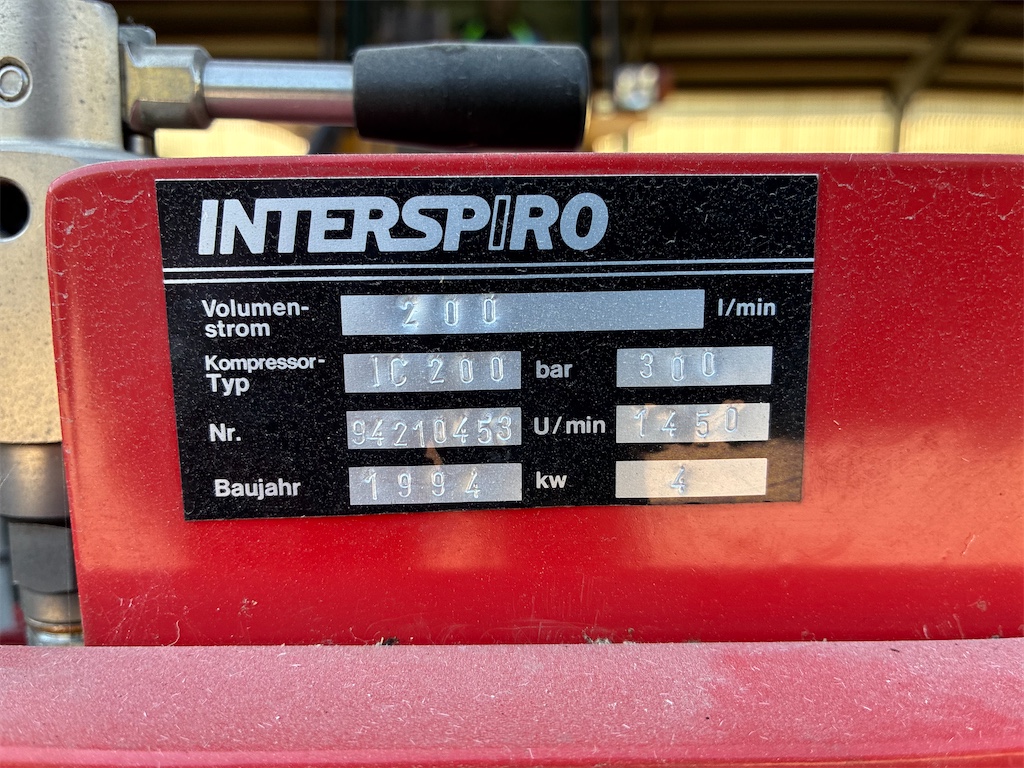 INTERSPIRO
Volumen-
strom 200 l/min
Kompressor-
Typ IC 200 bar 300
Nr. 94210453 U/min 1450
Baujahr 1994 kw 4